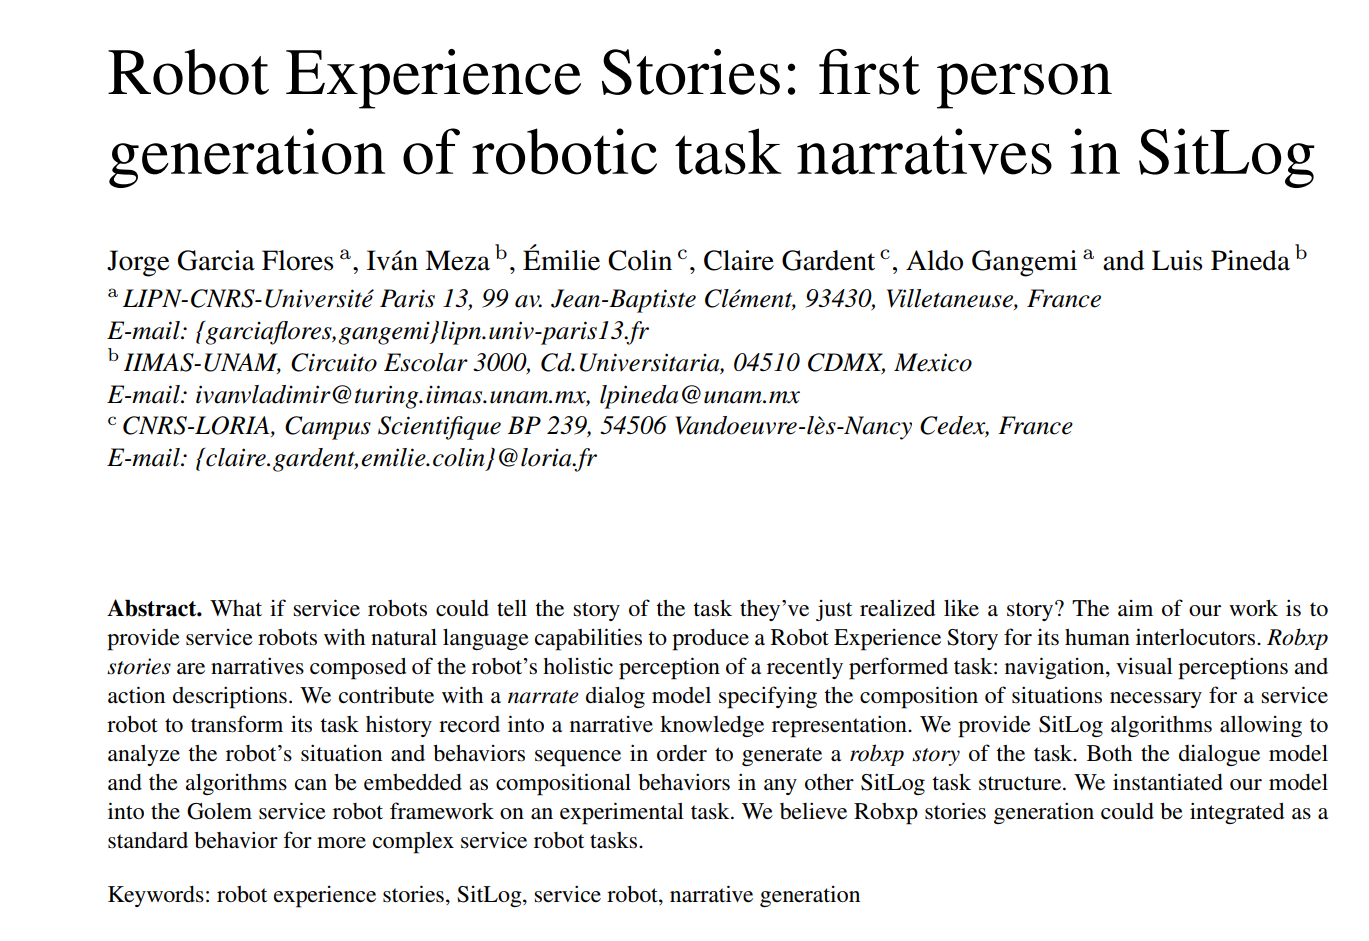 Robot Experience Stories: first person
generation of robotic task narratives in SitLog
Jorge Garcia Flores a, Iván Meza b, Émilie Colin c, Claire Gardent c, Aldo Gangemi a and Luis Pineda b
a LIPN-CNRS-Université Paris 13, 99 av. Jean-Baptiste Clément, 93430, Villetaneuse, France
E-mail: {garciaflores,gangemi}lipn.univ-paris13.fr
b IIMAS-UNAM, Circuito Escolar 3000, Cd.Universitaria, 04510 CDMX, Mexico
E-mail: ivanvladimir@turing.iimas.unam.mx, lpineda@unam.mx
c CNRS-LORIA, Campus Scientifique BP 239, 54506 Vandoeuvre-lès-Nancy Cedex, France
E-mail: {claire.gardent,emilie.colin}@loria.fr
Abstract. What if service robots could tell the story of the task they've just realized like a story? The aim of our work is to
provide service robots with natural language capabilities to produce a Robot Experience Story for its human interlocutors. Robxp
stories are narratives composed of the robot's holistic perception of a recently performed task: navigation, visual perceptions and
action descriptions. We contribute with a narrate dialog model specifying the composition of situations necessary for a service
robot to transform its task history record into a narrative knowledge representation. We provide SitLog algorithms allowing to
analyze the robot's situation and behaviors sequence in order to generate a robxp story of the task. Both the dialogue model
and the algorithms can be embedded as compositional behaviors in any other SitLog task structure. We instantiated our model
into the Golem service robot framework on an experimental task. We believe Robxp stories generation could be integrated as a
standard behavior for more complex service robot tasks.
Keywords: robot experience stories, SitLog, service robot, narrative generation